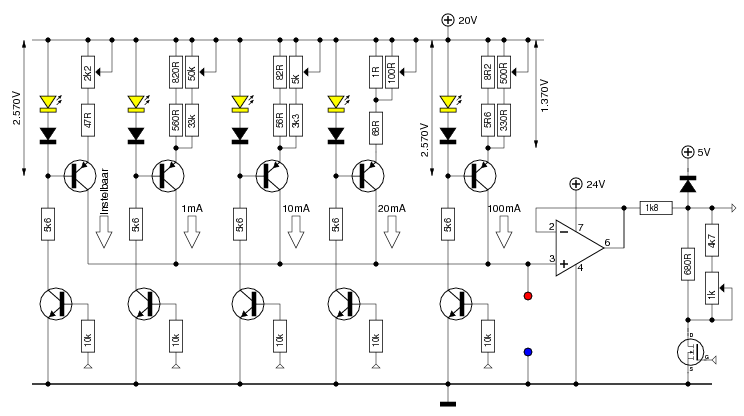 20V
2.570V
2k2
47R
820R
50k
560R
33k
82R
5k
56R
3k3
1R
100R
68R
2.570V
8R2
500R
5R6
330R
1.370V
Instelbaar
1mA
10mA
20mA
100mA
5k6
5k6
5k6
5k6
5k6
10k
10k
10k
10k
10k
24V
2
7
6
3
4
1k8
5V
680R
4k7
1k
D
G
S